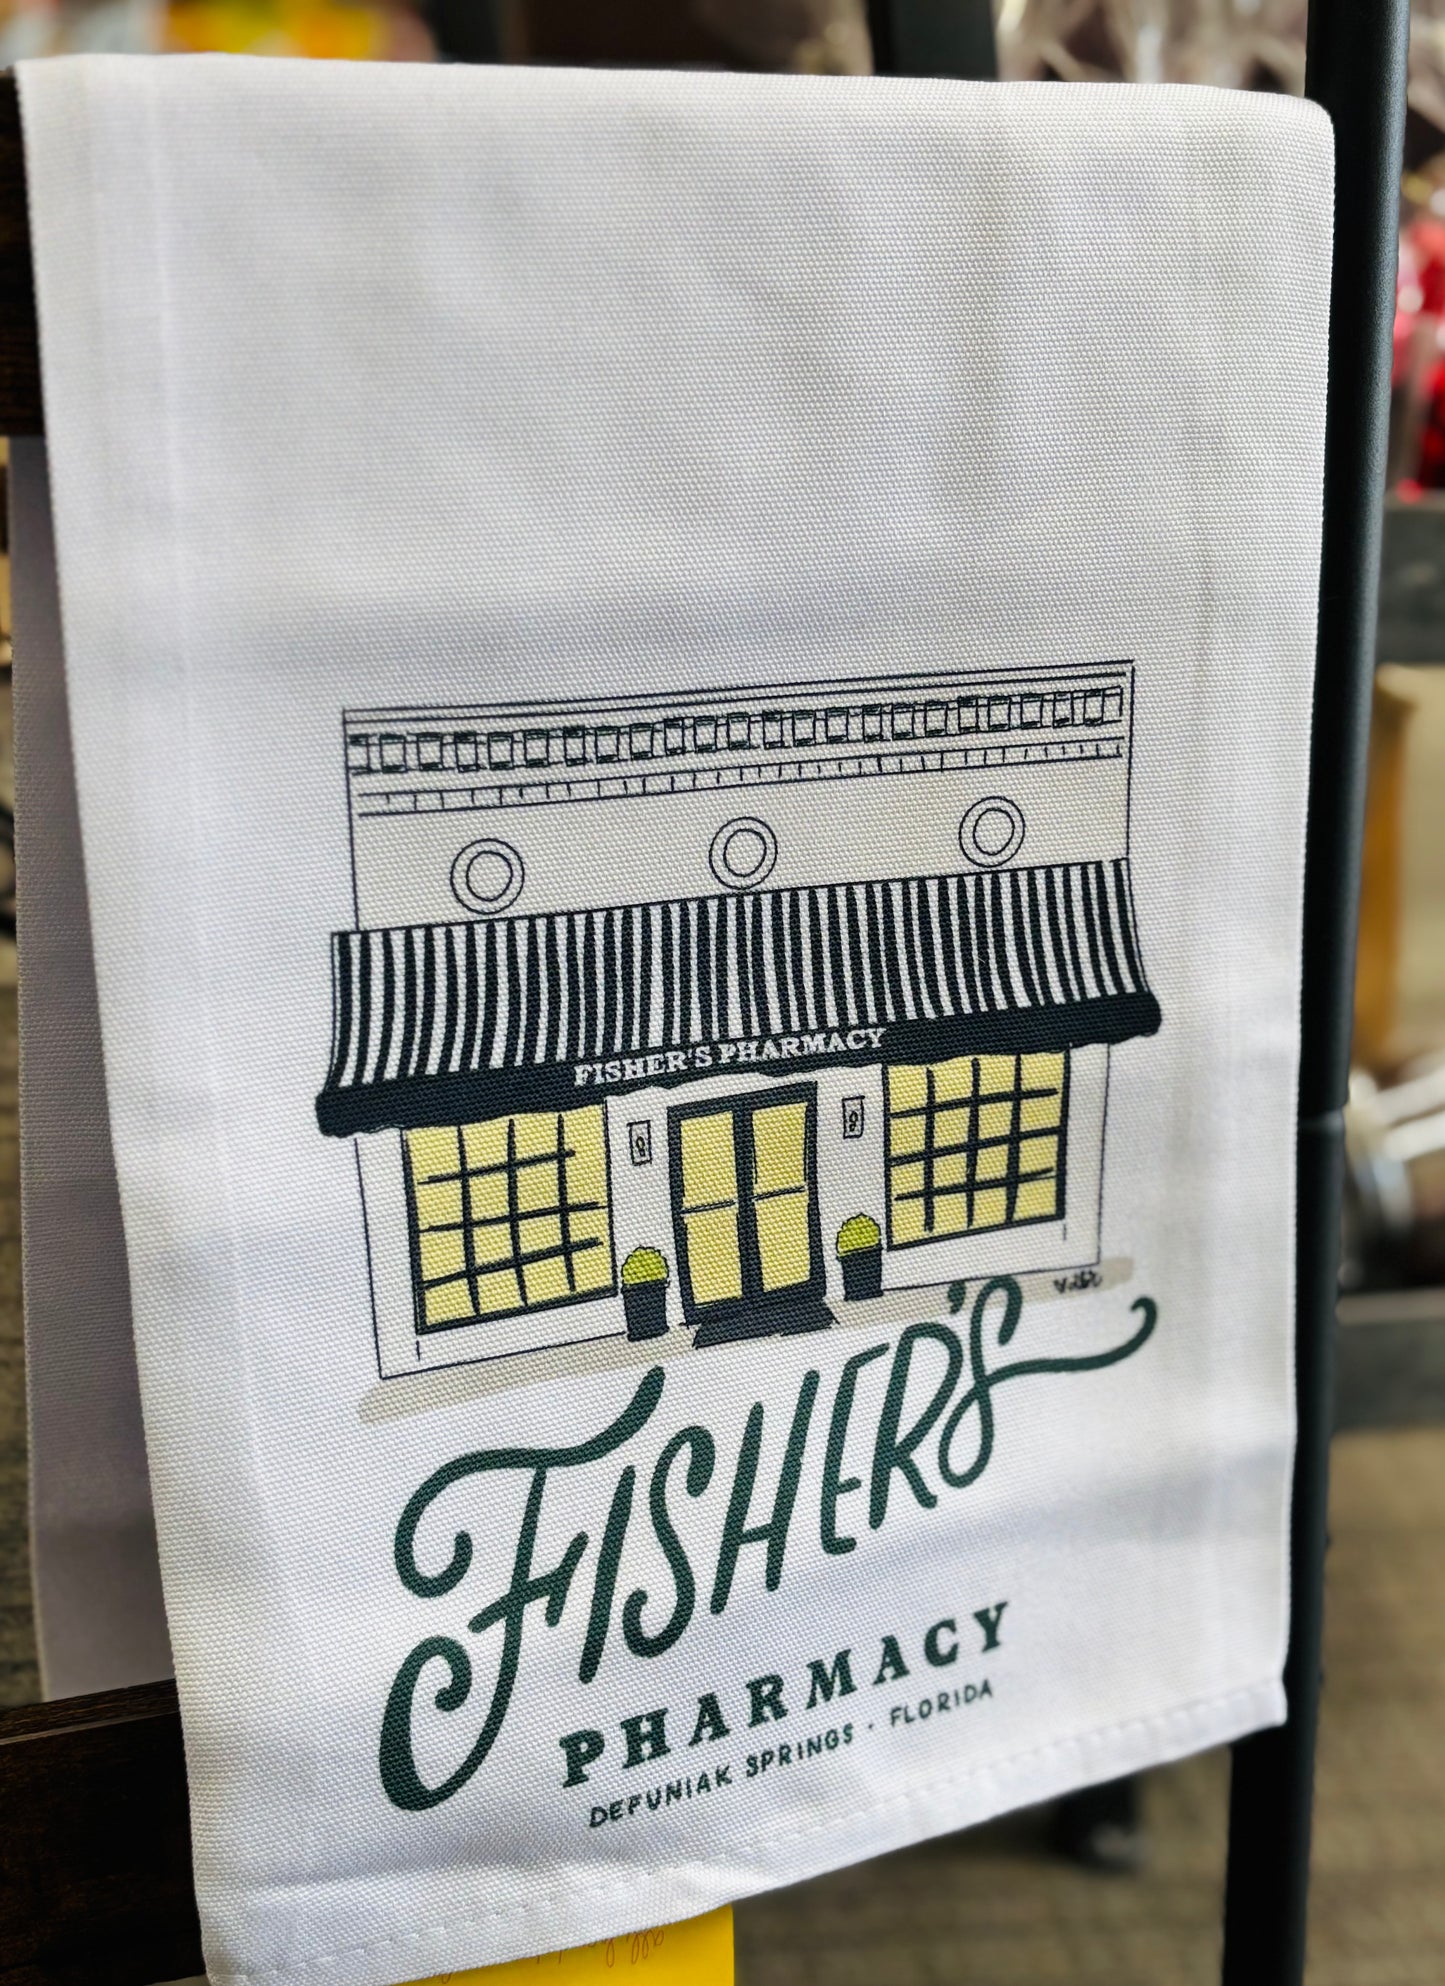 FISHER'S PHARMACY
FISHER'S
PHARMACY
DEFUNIAK SPRINGS · FLORIDA